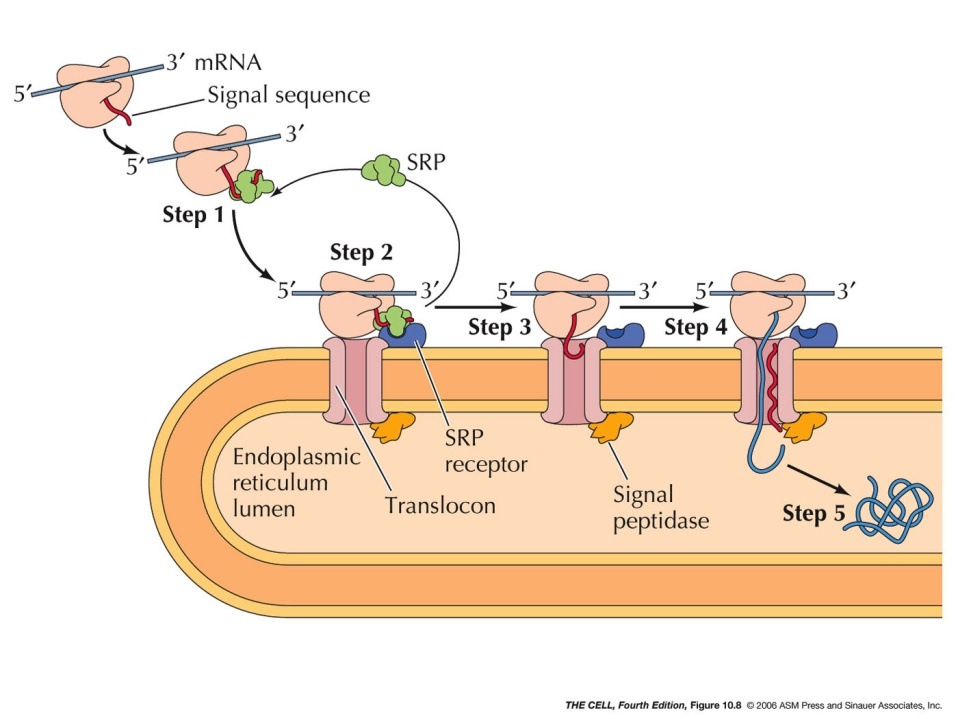 3′ mRNA
5′
Signal sequence
3′
5′
SRP
Step 1
Step 2
5′
3′
5′
3′
5′
3′
Step 3
Step 4
SRP
receptor
Endoplasmic
reticulum
lumen
Translocon
Signal
peptidase
Step 5
THE CELL, Fourth Edition, Figure 10.8 © 2006 ASM Press and Sinauer Associates, Inc.